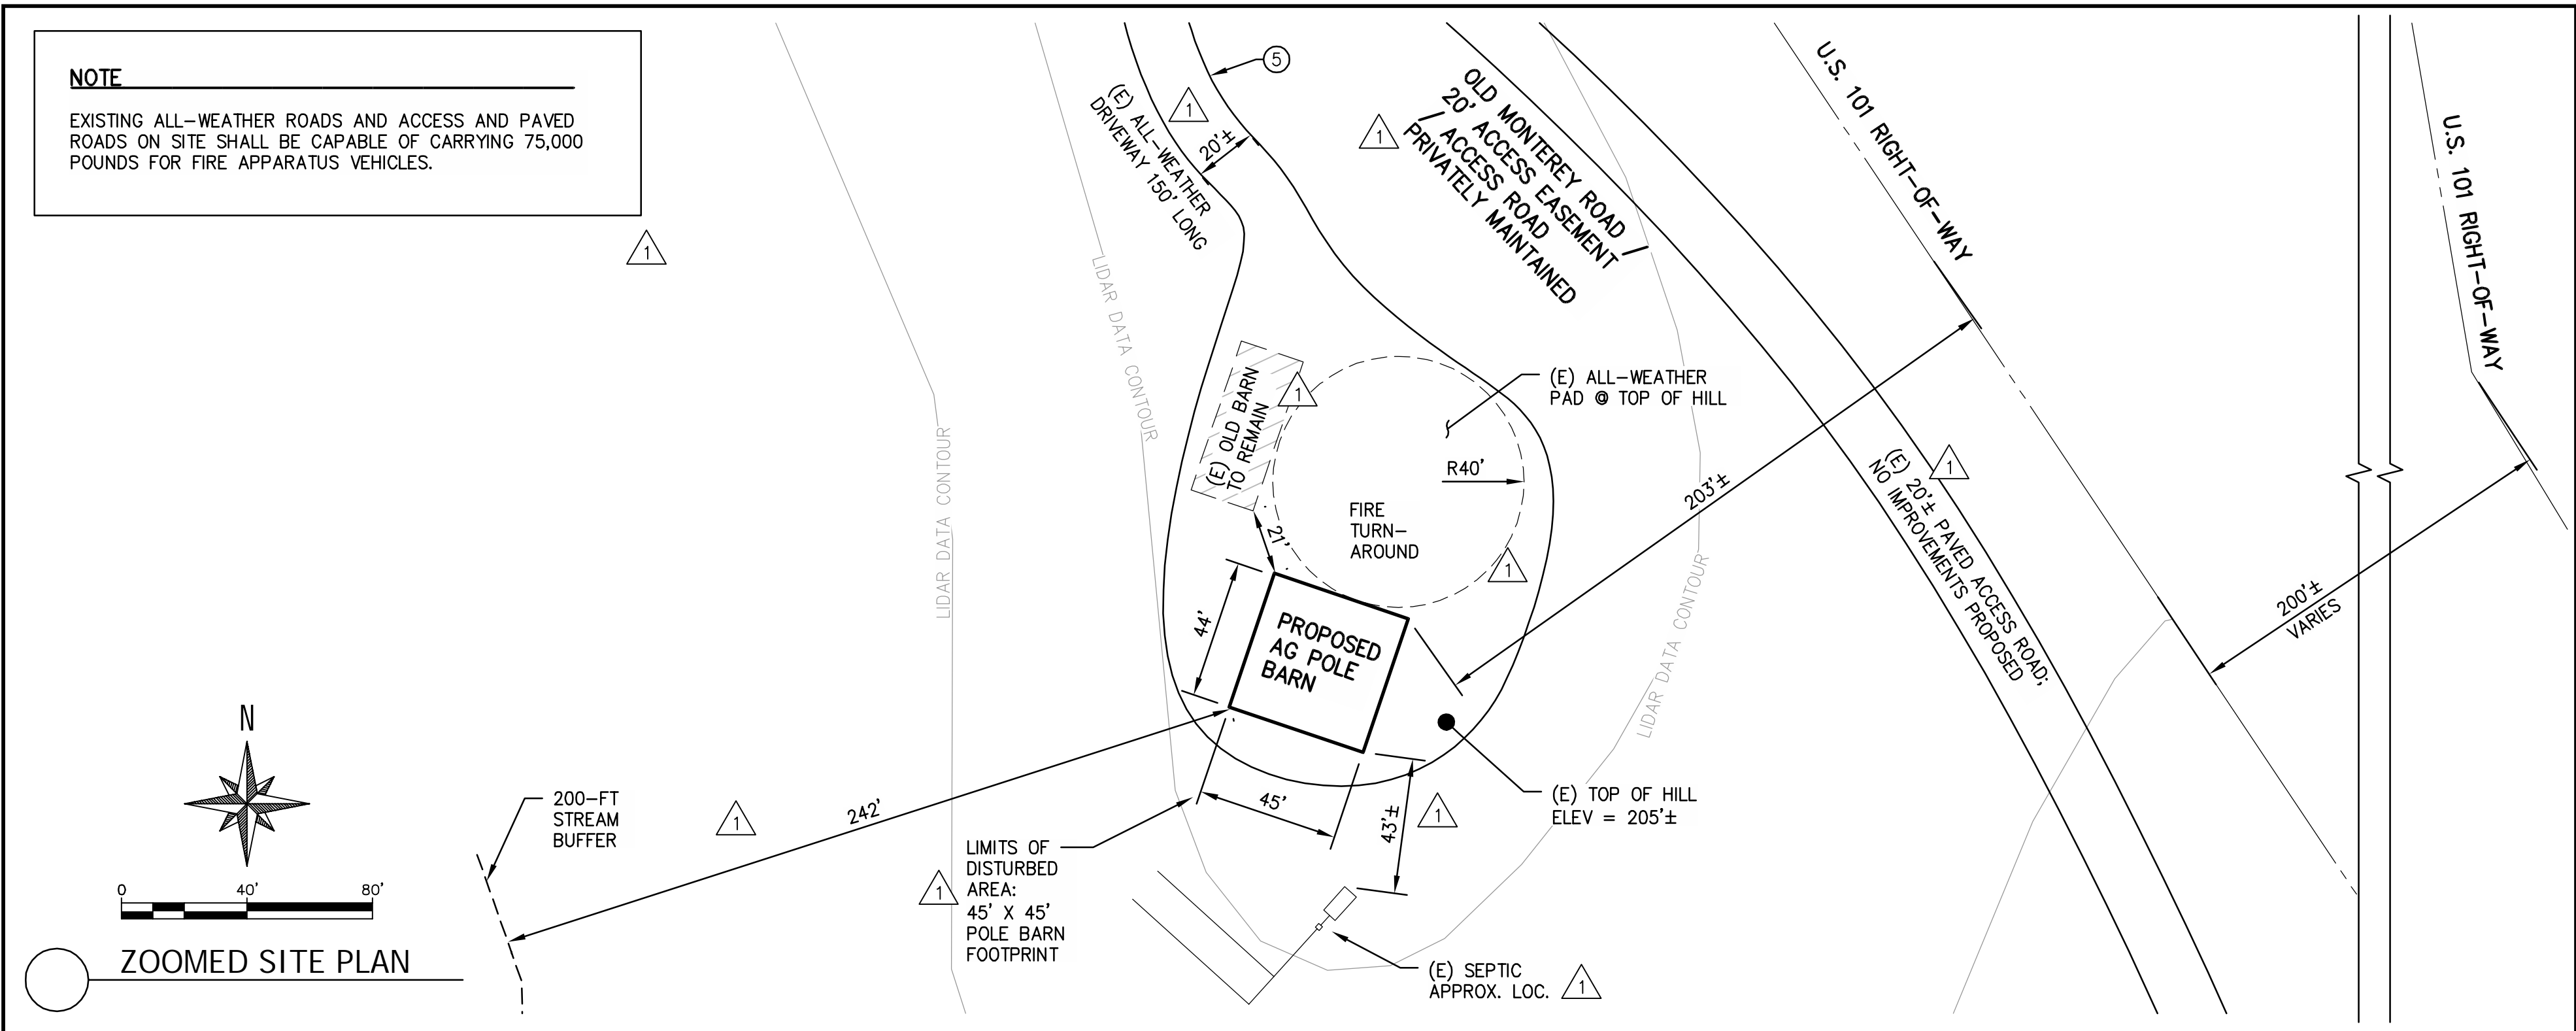 NOTE
EXISTING ALL-WEATHER ROADS AND ACCESS AND PAVED
ROADS ON SITE SHALL BE CAPABLE OF CARRYING 75,000
POUNDS FOR FIRE APPARATUS VEHICLES.
1
5
1
20'±
(E) ALL-WEATHER
DRIVEWAY 150' LONG
1
OLD MONTEREY ROAD /
20' ACCESS EASEMENT /
/ ACCESS ROAD
PRIVATELY MAINTAINED
U.S. 101 RIGHT-OF-WAY
U.S. 101 RIGHT-OF-WAY
LIDAR DATA CONTOUR
LIDAR DATA CONTOUR
(E) OLD BARN
TO REMAIN
1
(E) ALL-WEATHER
PAD @ TOP OF HILL
R40'
FIRE
TURN-
AROUND
1
203'±
(E) 20'± PAVED ACCESS ROAD;
NO IMPROVEMENTS PROPOSED
1
200'±
VARIES
LIDAR DATA CONTOUR
21'
44'
PROPOSED
AG POLE
BARN
45'
43'±
1
(E) TOP OF HILL
ELEV = 205'±
242'
1
200-FT
STREAM
BUFFER
LIMITS OF
DISTURBED
AREA:
45' X 45'
POLE BARN
FOOTPRINT
1
(E) SEPTIC
APPROX. LOC.
1
N
0 40' 80'
ZOOMED SITE PLAN